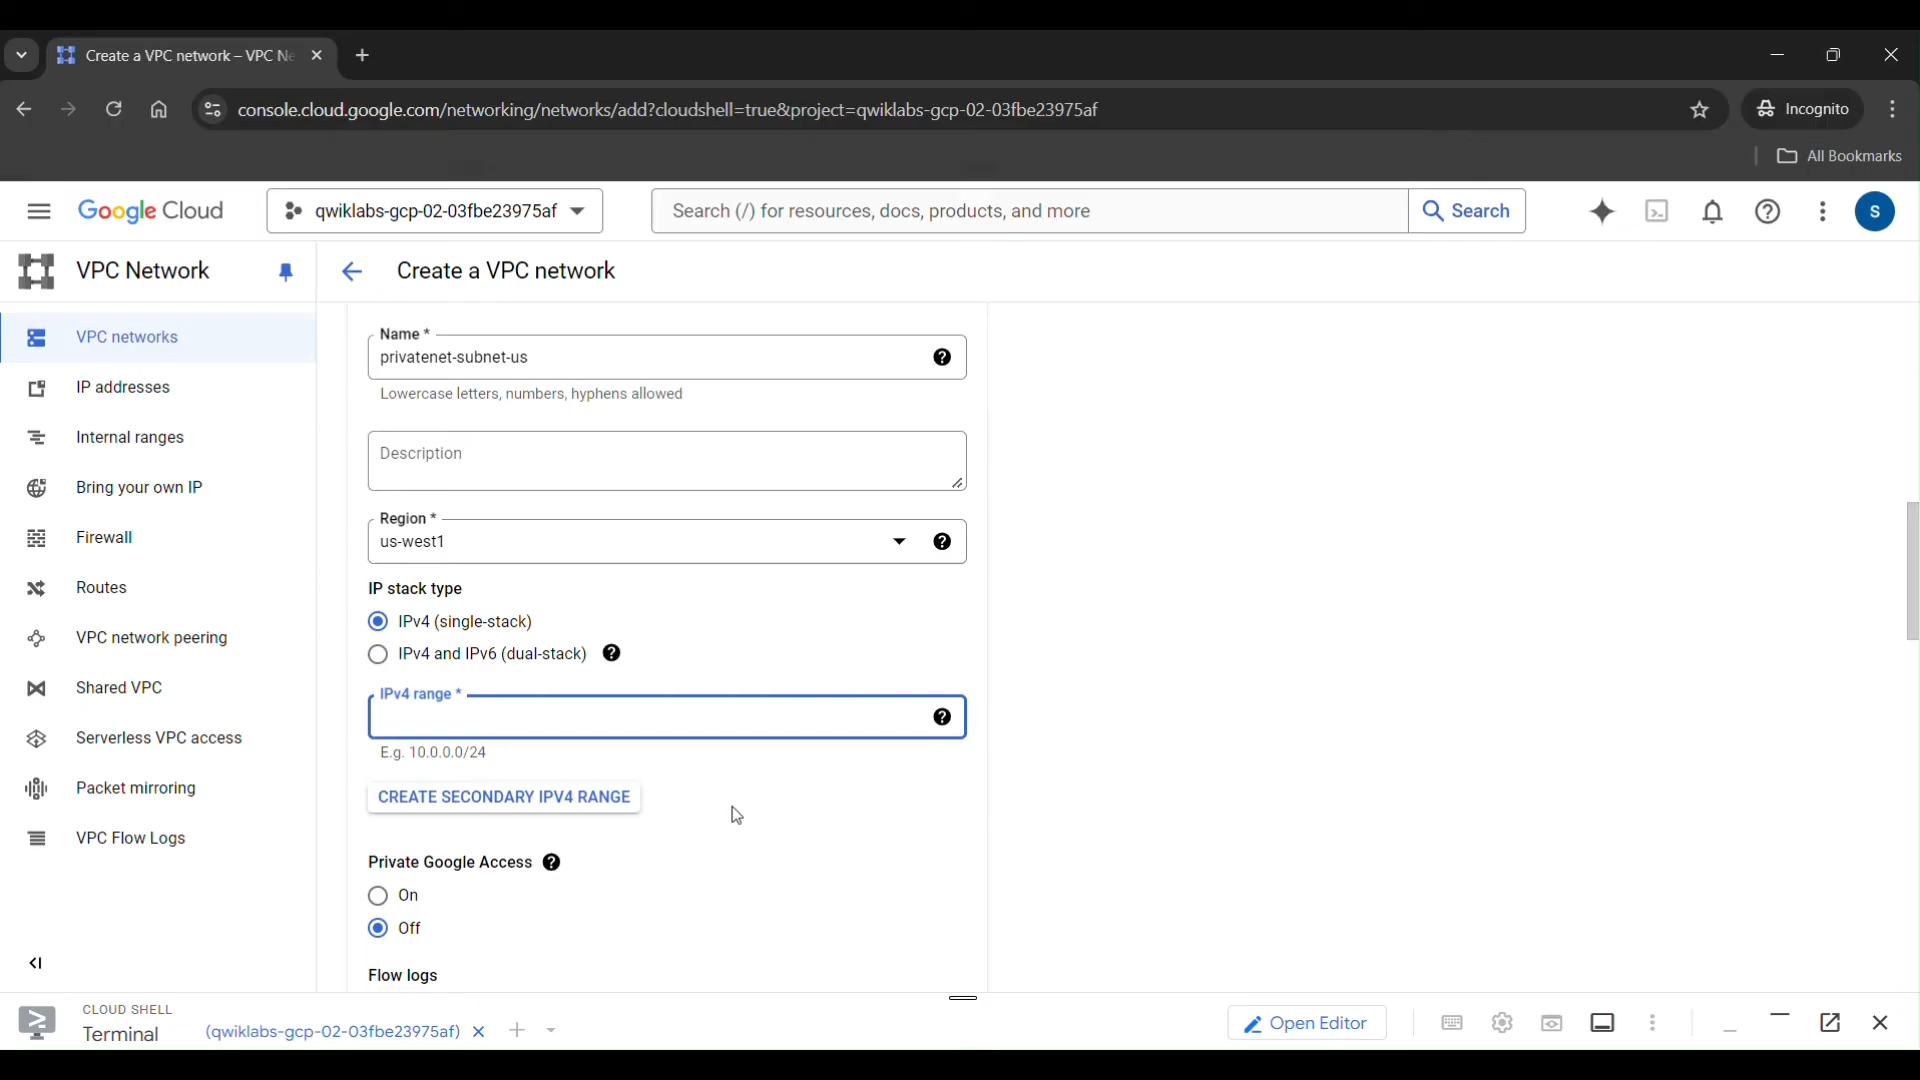 Create a VPC network – VPC Ne
console.cloud.google.com/networking/networks/add?cloudshell=true&project=qwiklabs-gcp-02-03fbe23975af
Incognito
All Bookmarks
Google Cloud
qwiklabs-gcp-02-03fbe23975af
Search (/) for resources, docs, products, and more
Search
S
VPC Network
Create a VPC network
VPC networks
IP addresses
Internal ranges
Bring your own IP
Firewall
Routes
VPC network peering
Shared VPC
Serverless VPC access
Packet mirroring
VPC Flow Logs
Name *
privatenet-subnet-us
Lowercase letters, numbers, hyphens allowed
Description
Region *
us-west1
IP stack type
IPv4 (single-stack)
IPv4 and IPv6 (dual-stack)
IPv4 range *
E.g. 10.0.0.0/24
CREATE SECONDARY IPV4 RANGE
Private Google Access
On
Off
Flow logs
CLOUD SHELL
Terminal
(qwiklabs-gcp-02-03fbe23975af)
Open Editor